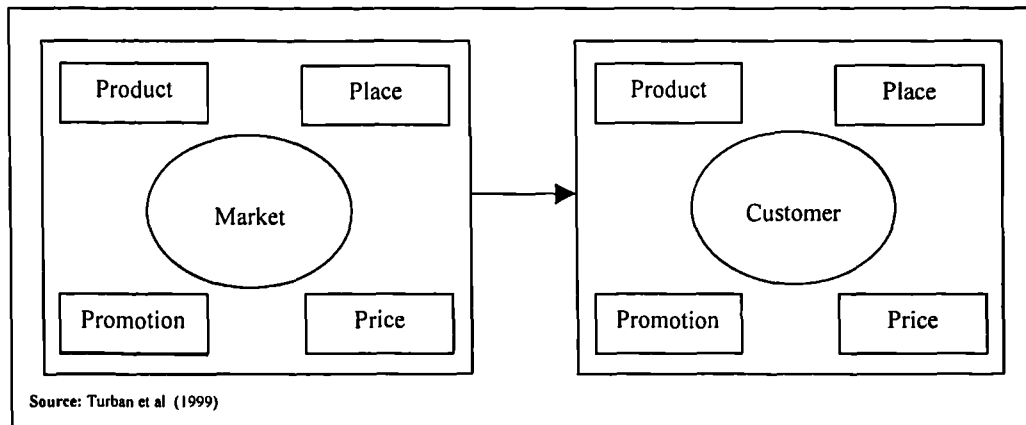 Product Place
Market
Promotion Price
Product Place
Customer
Promotion Price
Source: Turban et al (1999)